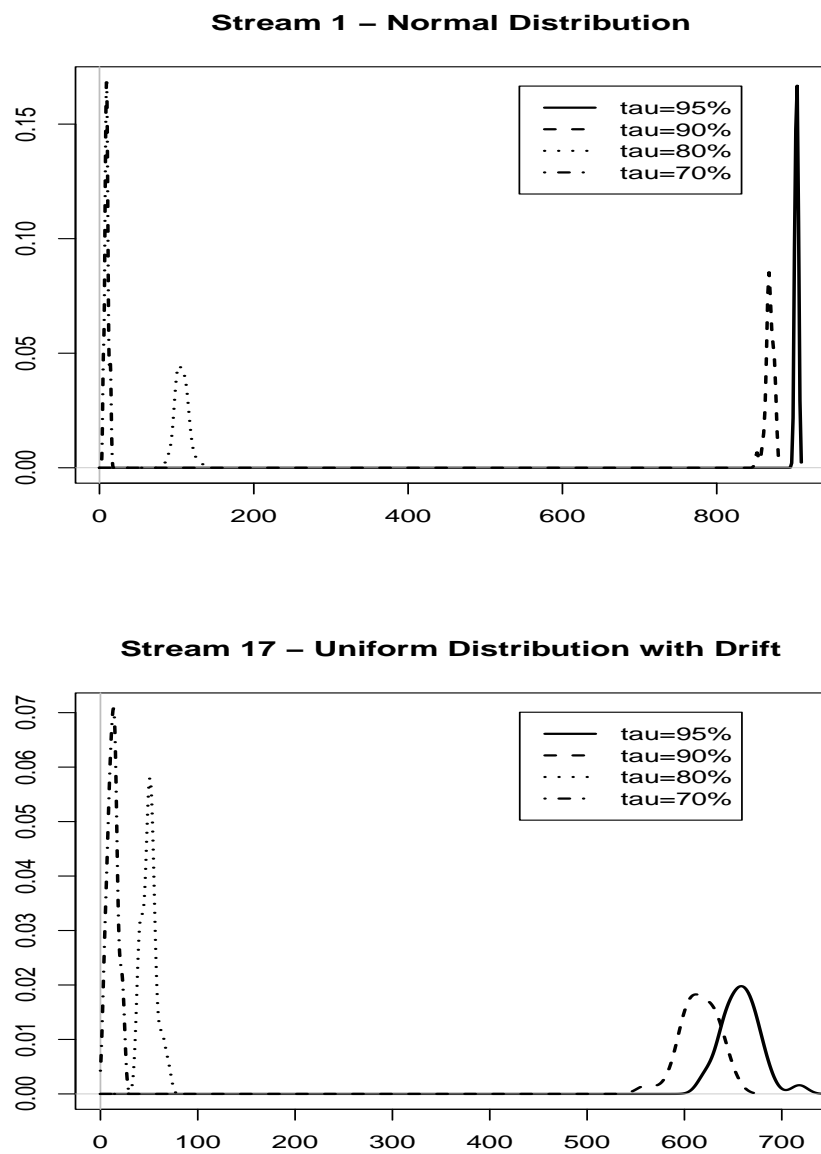 Stream 1 – Normal Distribution
tau=95%
tau=90%
tau=80%
tau=70%
0.15
0.10
0.05
0.00
0 200 400 600 800
Stream 17 – Uniform Distribution with Drift
tau=95%
tau=90%
tau=80%
tau=70%
0.07
0.06
0.05
0.04
0.03
0.02
0.01
0.00
0 100 200 300 400 500 600 700